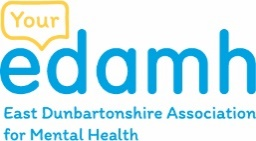 Your
edamh
East Dunbartonshire Association
for Mental Health